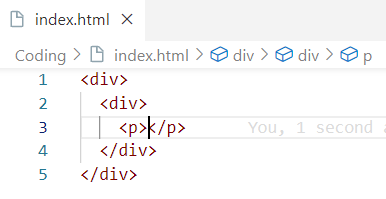 index.html ×
Coding > index.html > div > div > p
1 <div>
2   <div>
3     <p></p> You, 1 second a
4   </div>
5 </div>